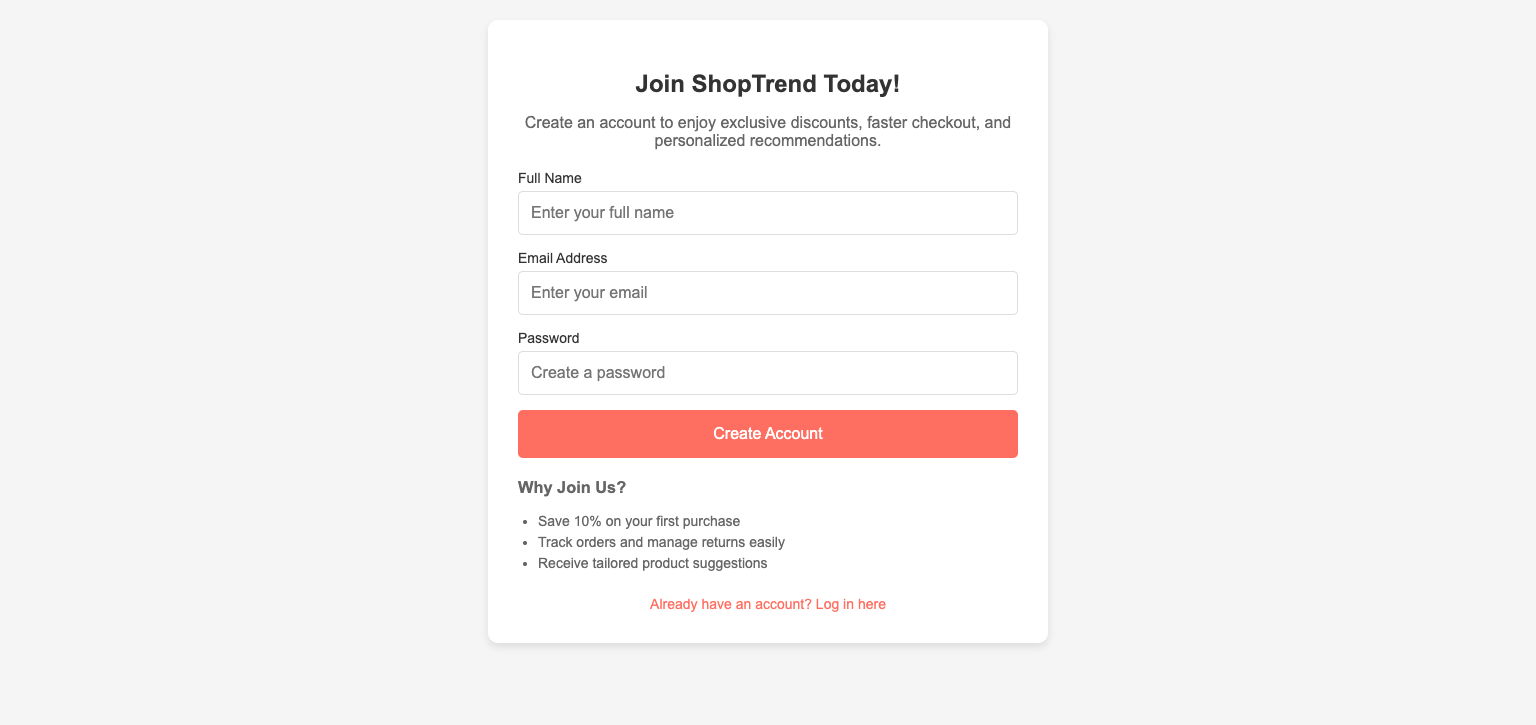 Join ShopTrend Today!
Create an account to enjoy exclusive discounts, faster checkout, and
personalized recommendations.
Full Name
Enter your full name
Email Address
Enter your email
Password
Create a password
Create Account
Why Join Us?
• Save 10% on your first purchase
• Track orders and manage returns easily
• Receive tailored product suggestions
Already have an account? Log in here